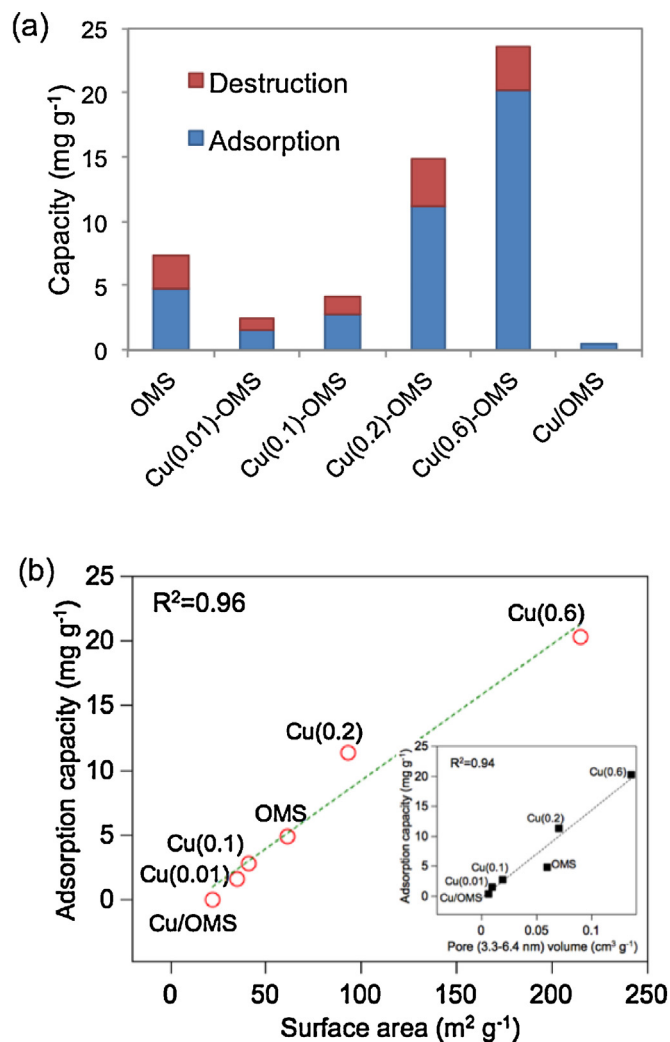 (a)
25
20
15
10
5
0
Capacity (mg g⁻¹)
Destruction
Adsorption
OMS
Cu(0.01)-OMS
Cu(0.1)-OMS
Cu(0.2)-OMS
Cu(0.6)-OMS
Cu/OMS
(b)
25
20
15
10
5
0
Adsorption capacity (mg g⁻¹)
R²=0.96
Cu(0.6)
Cu(0.2)
OMS
Cu(0.1)
Cu(0.01)
Cu/OMS
25
20
15
10
5
0
Adsorption capacity (mg g⁻¹)
R²=0.94
Cu(0.6)
Cu(0.2)
OMS
Cu(0.1)
Cu(0.01)
Cu/OMS
0 0.05 0.1
Pore (3.3-6.4 nm) volume (cm³ g⁻¹)
0 50 100 150 200 250
Surface area (m² g⁻¹)